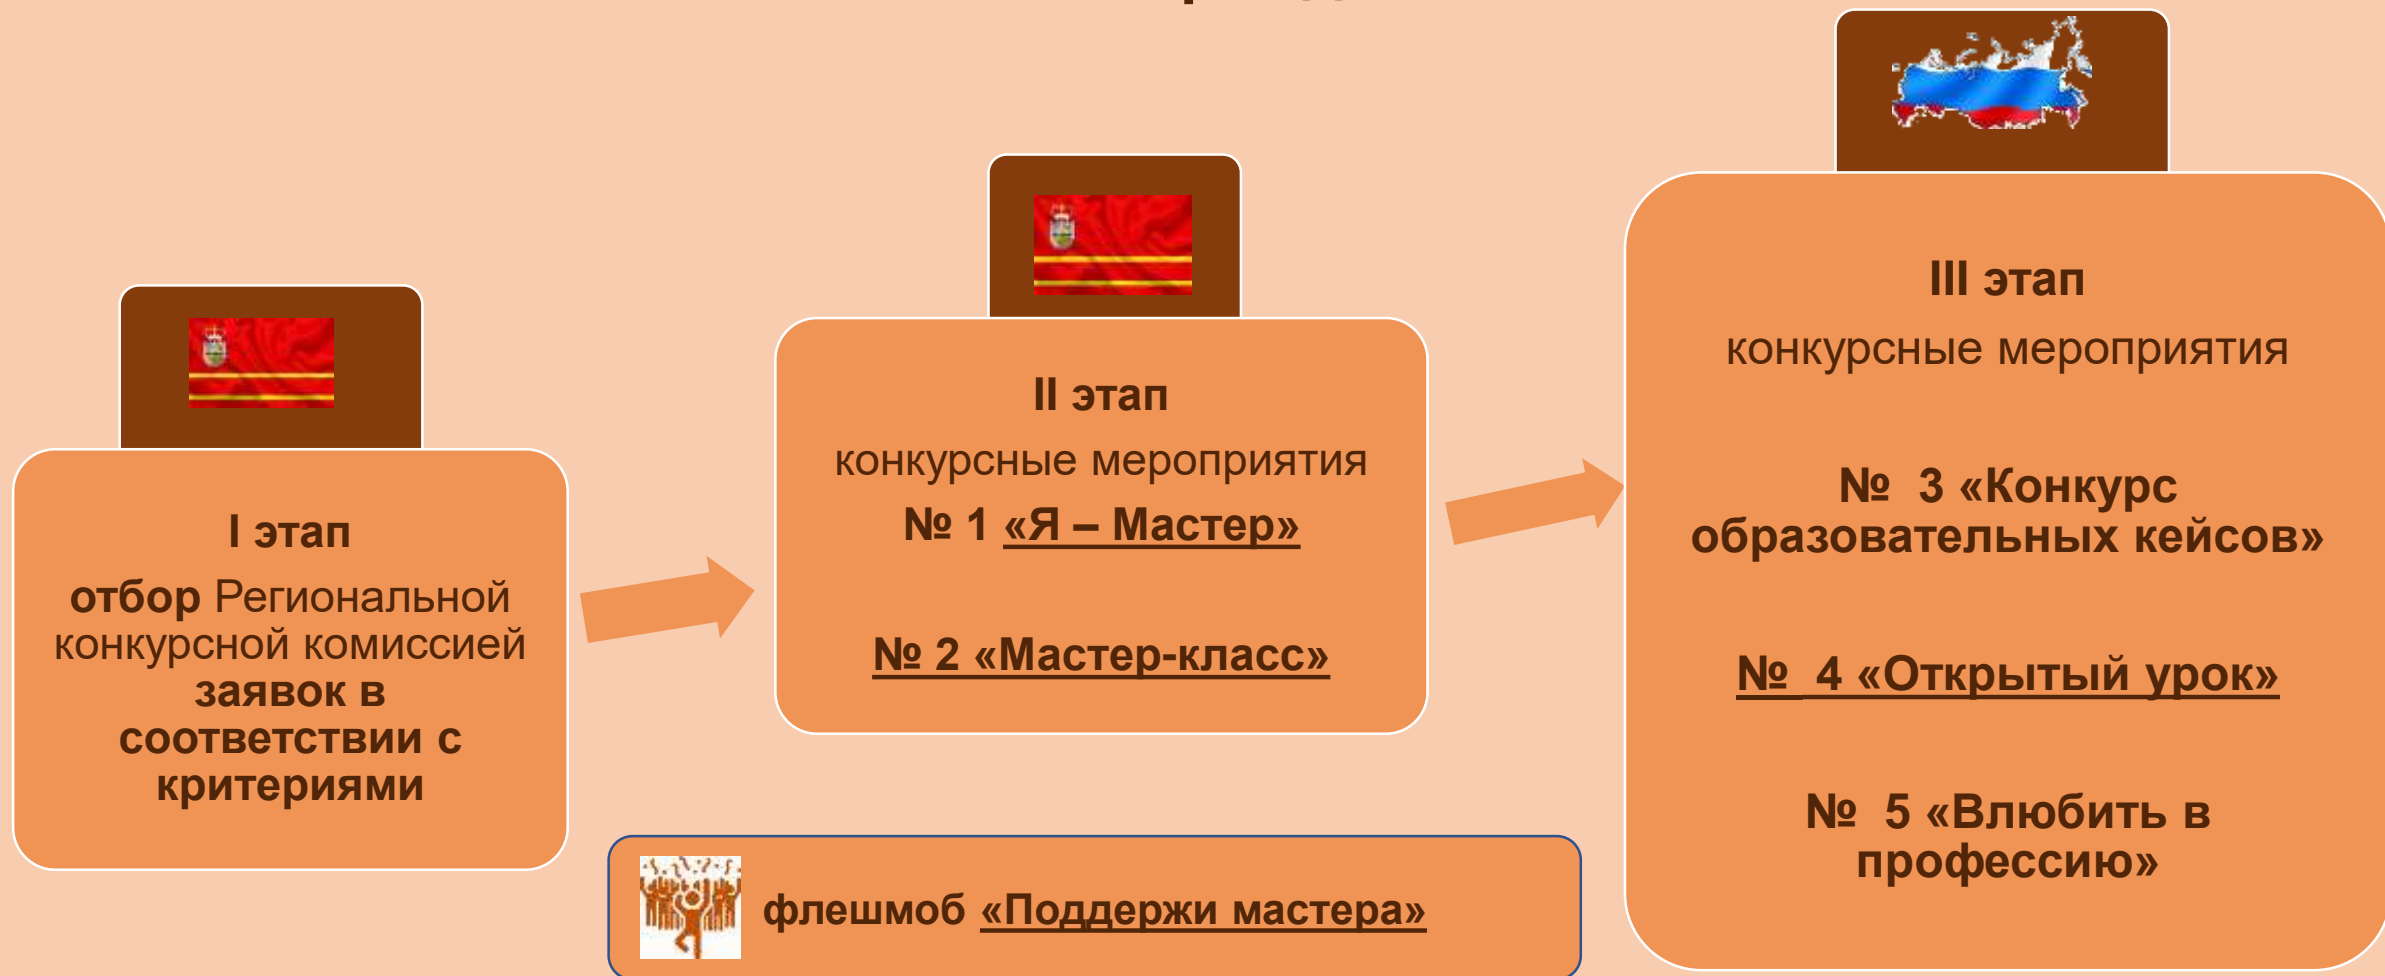 I этап
отбор Региональной
конкурсной комиссией
заявок в
соответствии с
критериями
II этап
конкурсные мероприятия
№ 1 «Я – Мастер»
№ 2 «Мастер-класс»
III этап
конкурсные мероприятия
№ 3 «Конкурс
образовательных кейсов»
№ 4 «Открытый урок»
№ 5 «Влюбить в
профессию»
флешмоб «Поддержи мастера»